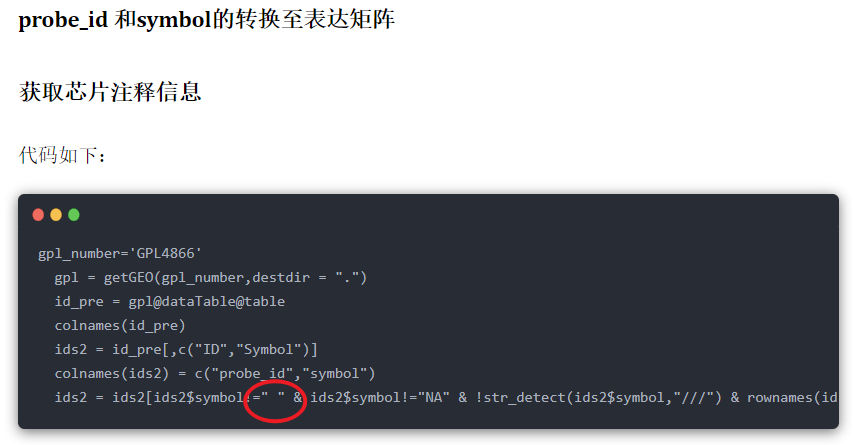 probe_id 和symbol的转换至表达矩阵
获取芯片注释信息
代码如下：
gpl_number='GPL4866'
gpl = getGEO(gpl_number,destdir = ".")
id_pre = gpl@dataTable@table
colnames(id_pre)
ids2 = id_pre[,c("ID","Symbol")]
colnames(ids2) = c("probe_id","symbol")
ids2 = ids2[ids2$symbol!=" " & ids2$symbol!="NA" & !str_detect(ids2$symbol,"///") & rownames(id